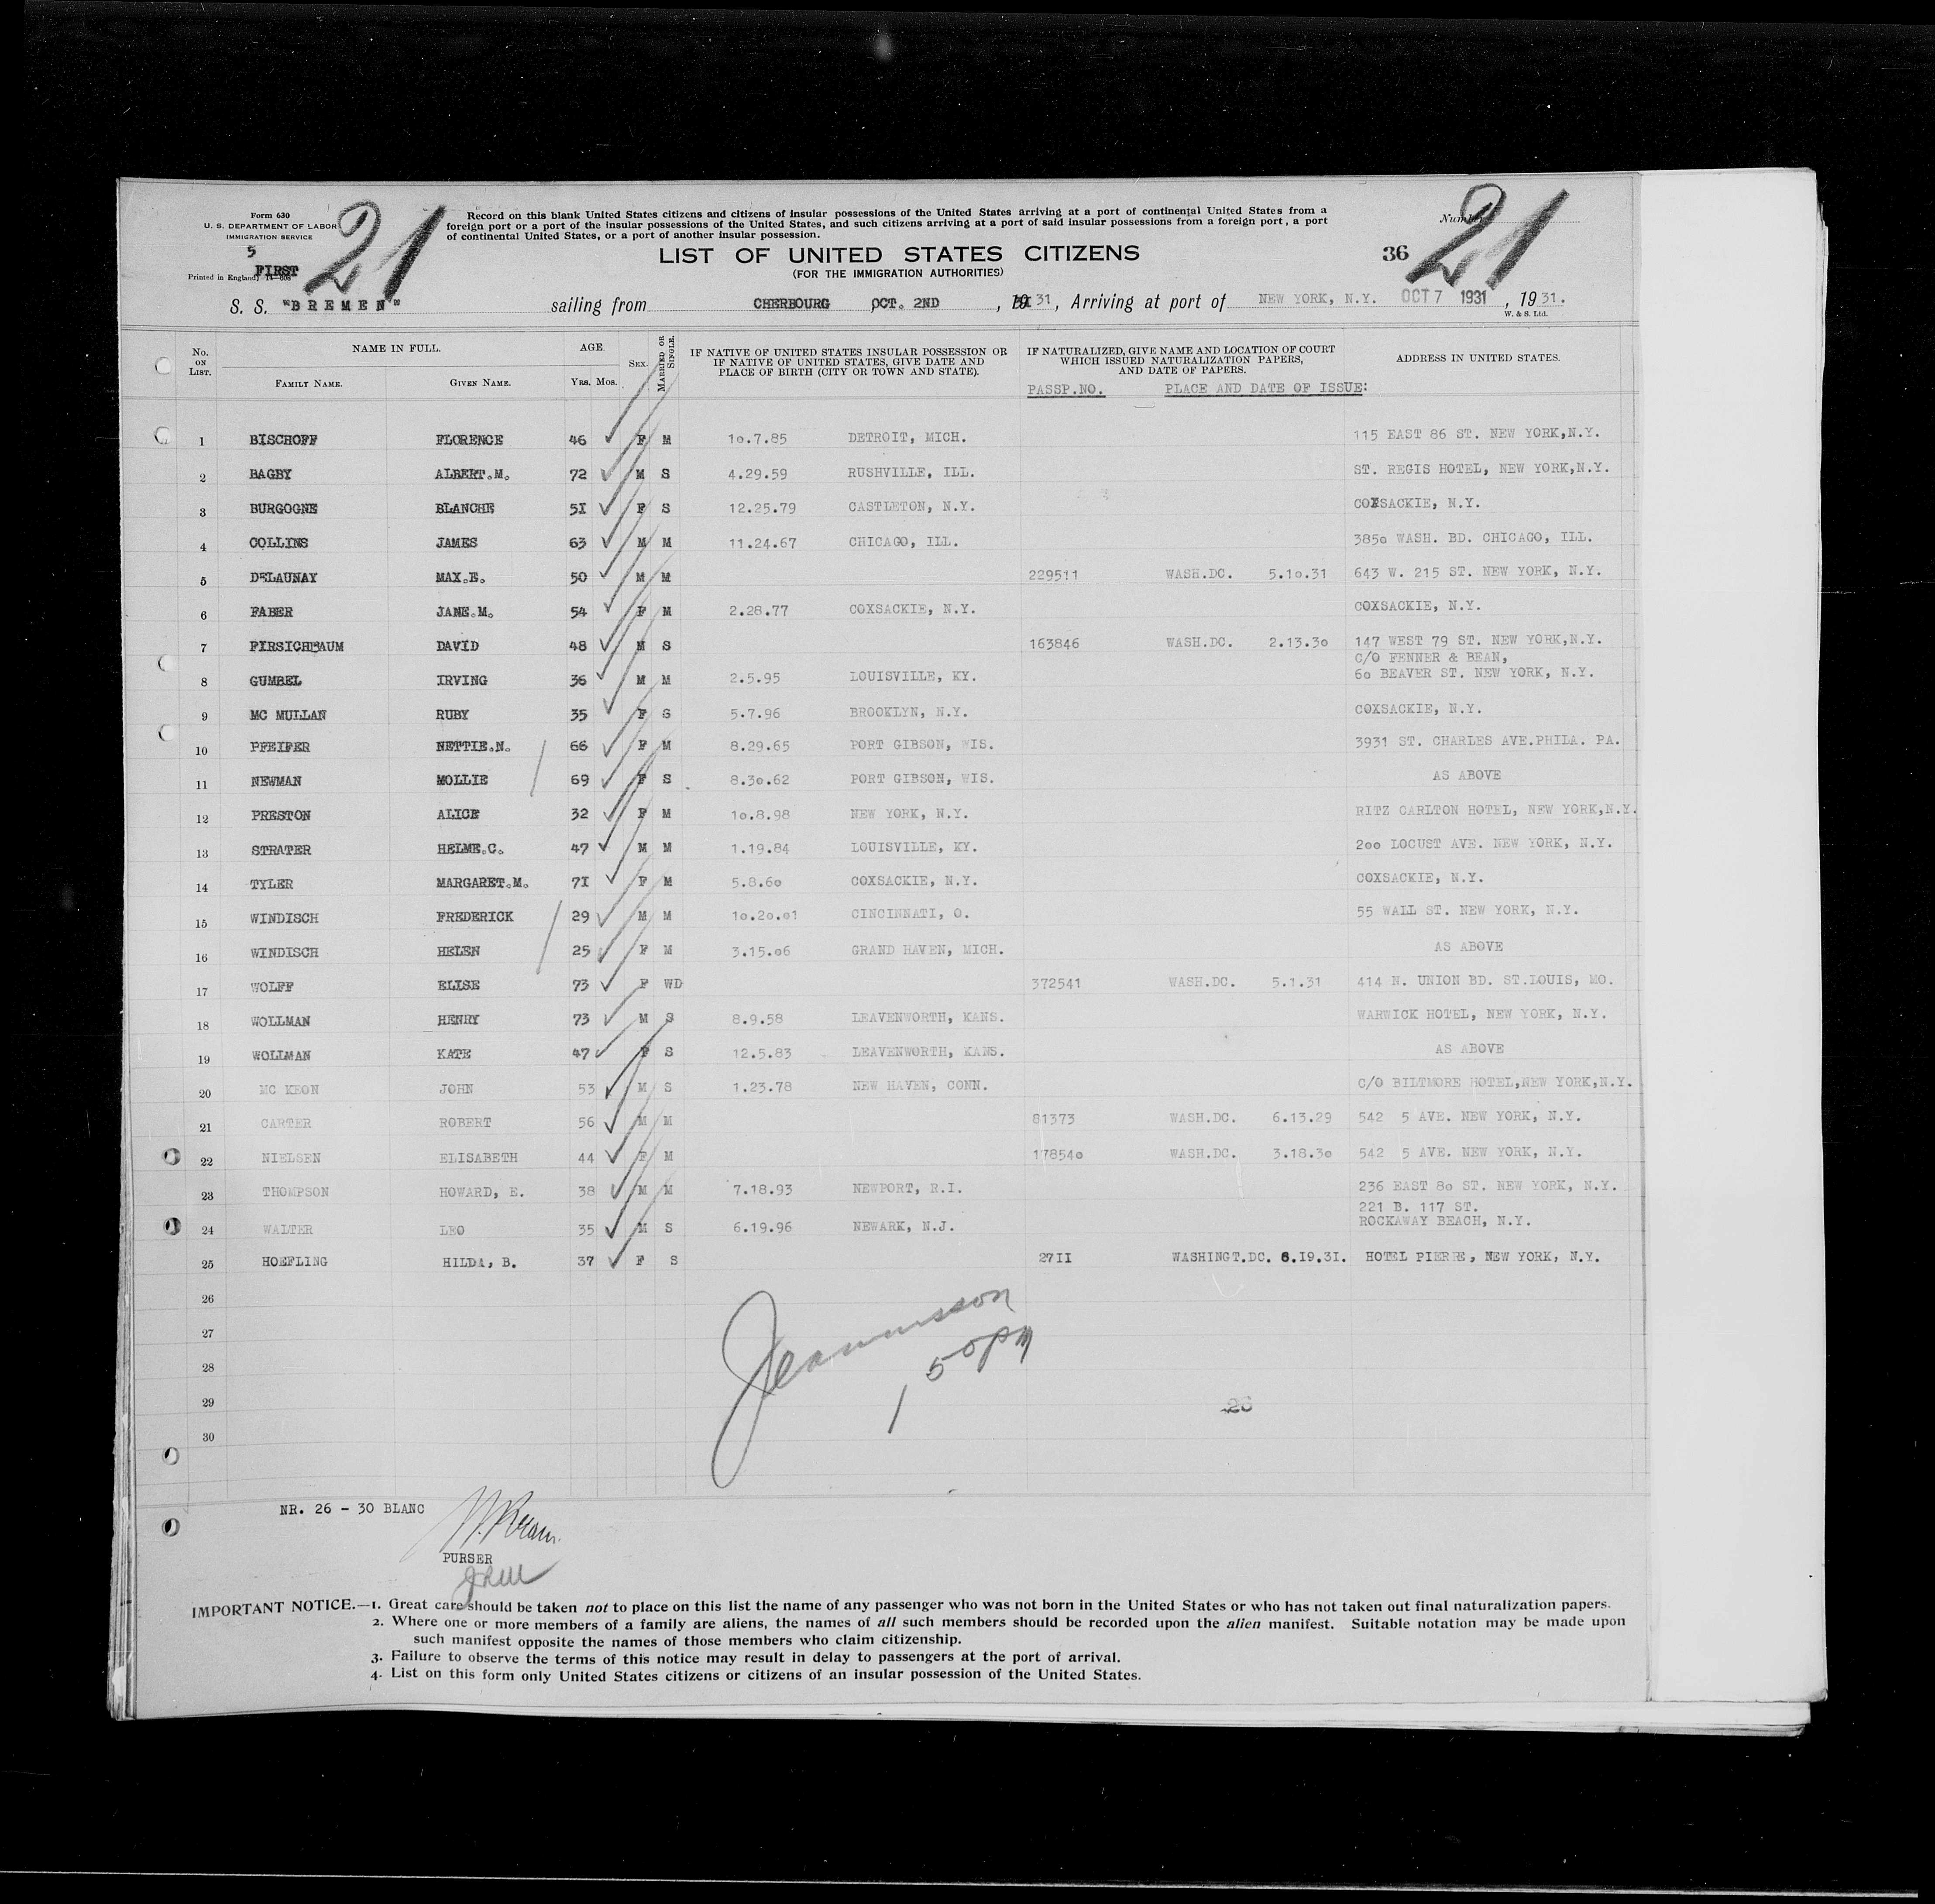 Form 630
U. S. DEPARTMENT OF LABOR
IMMIGRATION SERVICE
5
FIRST
Printed in England
21
Record on this blank United States citizens and citizens of insular possessions of the United States arriving at a port of continental United States from a
foreign port or a port of the insular possessions of the United States, and such citizens arriving at a port of said insular possessions from a foreign port, a port
of continental United States, or a port of another insular possession.
LIST OF UNITED STATES CITIZENS
(FOR THE IMMIGRATION AUTHORITIES)
Number
36
21
S. S. "BREMEN" sailing from CHERBOURG OCT. 2ND , 31, Arriving at port of NEW YORK, N.Y. OCT 7 1931 , 1931.
W. & S. Ltd.
No. ON LIST. NAME IN FULL. FAMILY NAME. GIVEN NAME. AGE. YRS. MOS. SEX. MARRIED OR SINGLE. IF NATIVE OF UNITED STATES INSULAR POSSESSION OR IF NATIVE OF UNITED STATES, GIVE DATE AND PLACE OF BIRTH (CITY OR TOWN AND STATE). IF NATURALIZED, GIVE NAME AND LOCATION OF COURT WHICH ISSUED NATURALIZATION PAPERS, AND DATE OF PAPERS. ADDRESS IN UNITED STATES.
PASSP.NO. PLACE AND DATE OF ISSUE:
1 BISCHOFF FLORENCE 46 F M 10.7.85 DETROIT, MICH. 115 EAST 86 ST. NEW YORK,N.Y.
2 BAGBY ALBERT.M. 72 M S 4.29.59 RUSHVILLE, ILL. ST. REGIS HOTEL, NEW YORK,N.Y.
3 BURGOGNE BLANCHE 51 F S 12.25.79 CASTLETON, N.Y. COXSACKIE, N.Y.
4 COLLINS JAMES 63 M M 11.24.67 CHICAGO, ILL. 3850 WASH. BD. CHICAGO, ILL.
5 DELAUNAY MAX.E. 50 M M 229511 WASH.DC. 5.10.31 643 W. 215 ST. NEW YORK, N.Y.
6 FABER JANE.M. 54 F M 2.28.77 COXSACKIE, N.Y. COXSACKIE, N.Y.
7 FIRSICHBAUM DAVID 48 M S 163846 WASH.DC. 2.13.30 147 WEST 79 ST. NEW YORK,N.Y.
C/O FENNER & BEAN,
8 GUMBEL IRVING 36 M M 2.5.95 LOUISVILLE, KY. 60 BEAVER ST. NEW YORK, N.Y.
9 MC MULLAN RUBY 35 F S 5.7.96 BROOKLYN, N.Y. COXSACKIE, N.Y.
10 PFEIFER NETTIE.N. 66 F M 8.29.65 PORT GIBSON, WIS. 3931 ST. CHARLES AVE.PHILA. PA.
11 NEWMAN MOLLIE 69 F S 8.30.62 PORT GIBSON, WIS. AS ABOVE
12 PRESTON ALICE 32 F M 10.8.98 NEW YORK, N.Y. RITZ CARLTON HOTEL, NEW YORK,N.Y.
13 STRATER HELME.C. 47 M M 1.19.84 LOUISVILLE, KY. 200 LOCUST AVE. NEW YORK, N.Y.
14 TYLER MARGARET.M. 71 F M 5.8.60 COXSACKIE, N.Y. COXSACKIE, N.Y.
15 WINDISCH FREDERICK 29 M M 10.20.01 CINCINNATI, O. 55 WALL ST. NEW YORK, N.Y.
16 WINDISCH HELEN 25 F M 3.15.06 GRAND HAVEN, MICH. AS ABOVE
17 WOLFF ELISE 73 F WD 372541 WASH.DC. 5.1.31 414 N. UNION BD. ST.LOUIS, MO.
18 WOLLMAN HENRY 73 M S 8.9.58 LEAVENWORTH, KANS. WARWICK HOTEL, NEW YORK, N.Y.
19 WOLLMAN KATE 47 F S 12.5.83 LEAVENWORTH, KANS. AS ABOVE
20 MC KEON JOHN 53 M S 1.23.78 NEW HAVEN, CONN. C/O BILTMORE HOTEL,NEW YORK,N.Y.
21 CARTER ROBERT 56 M M 81373 WASH.DC. 6.13.29 542 5 AVE. NEW YORK, N.Y.
22 NIELSEN ELISABETH 44 F M 178540 WASH.DC. 3.18.30 542 5 AVE. NEW YORK, N.Y.
23 THOMPSON HOWARD, E. 38 M M 7.18.93 NEWPORT, R.I. 236 EAST 80 ST. NEW YORK, N.Y.
221 B. 117 ST.
24 WALTER LEO 35 M S 6.19.96 NEWARK, N.J. ROCKAWAY BEACH, N.Y.
25 HOEFLING HILDA, B. 37 F S 27II WASHINGT.DC. 6.19.31. HOTEL PIERRE, NEW YORK, N.Y.
26
27
28
29
30
1 50 PM
NR. 26 - 30 BLANC
PURSER
IMPORTANT NOTICE.—1. Great care should be taken not to place on this list the name of any passenger who was not born in the United States or who has not taken out final naturalization papers.
2. Where one or more members of a family are aliens, the names of all such members should be recorded upon the alien manifest. Suitable notation may be made upon
such manifest opposite the names of those members who claim citizenship.
3. Failure to observe the terms of this notice may result in delay to passengers at the port of arrival.
4. List on this form only United States citizens or citizens of an insular possession of the United States.